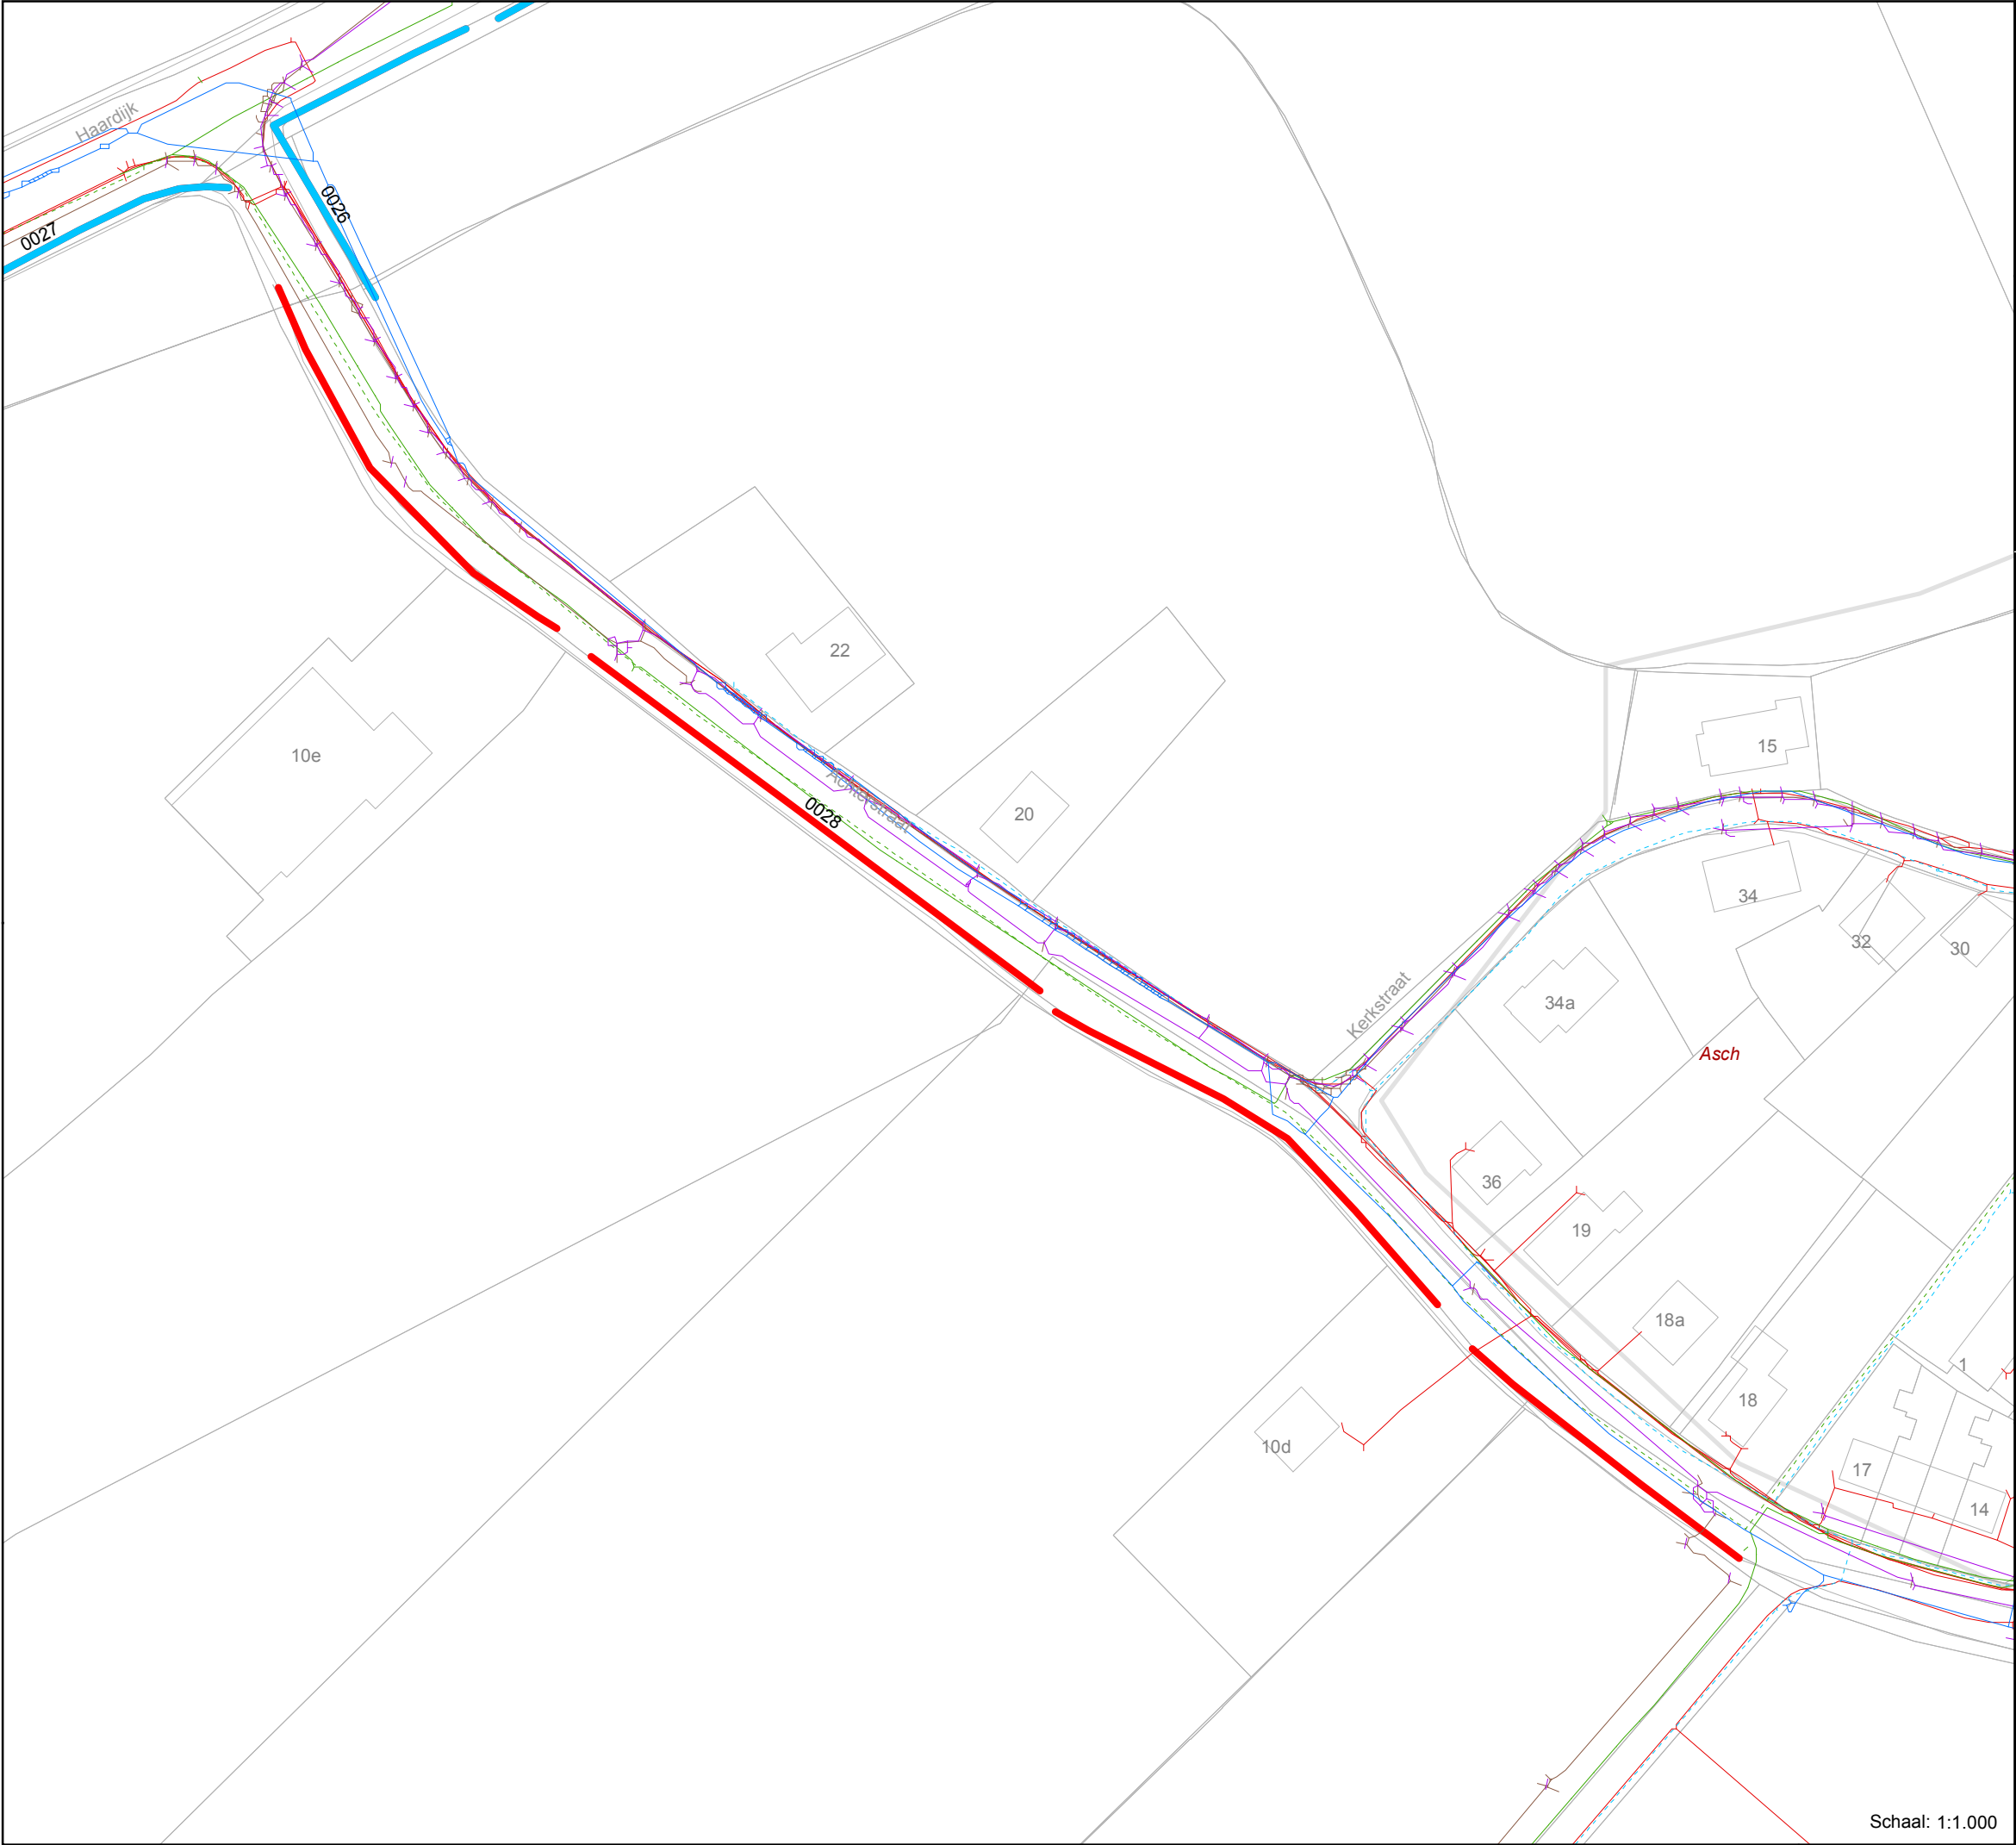 Haardijk
0026
0027
22
10e
15
20
Achterstraat
0028
34
32
30
Kerkstraat
34a
Asch
36
19
18a
1
18
10d
17
14
Schaal: 1:1.000